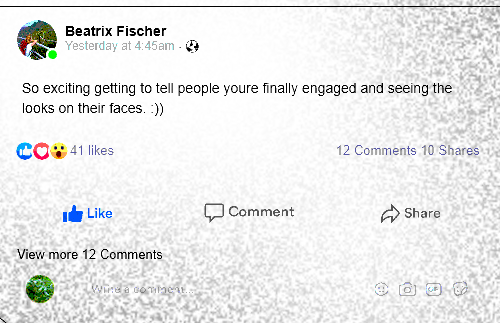 Beatrix Fischer
Yesterday at 4:45am ·
So exciting getting to tell people youre finally engaged and seeing the
looks on their faces. :))
41 likes
12 Comments 10 Shares
Like
Comment
Share
View more 12 Comments
Write a comment...
GIF